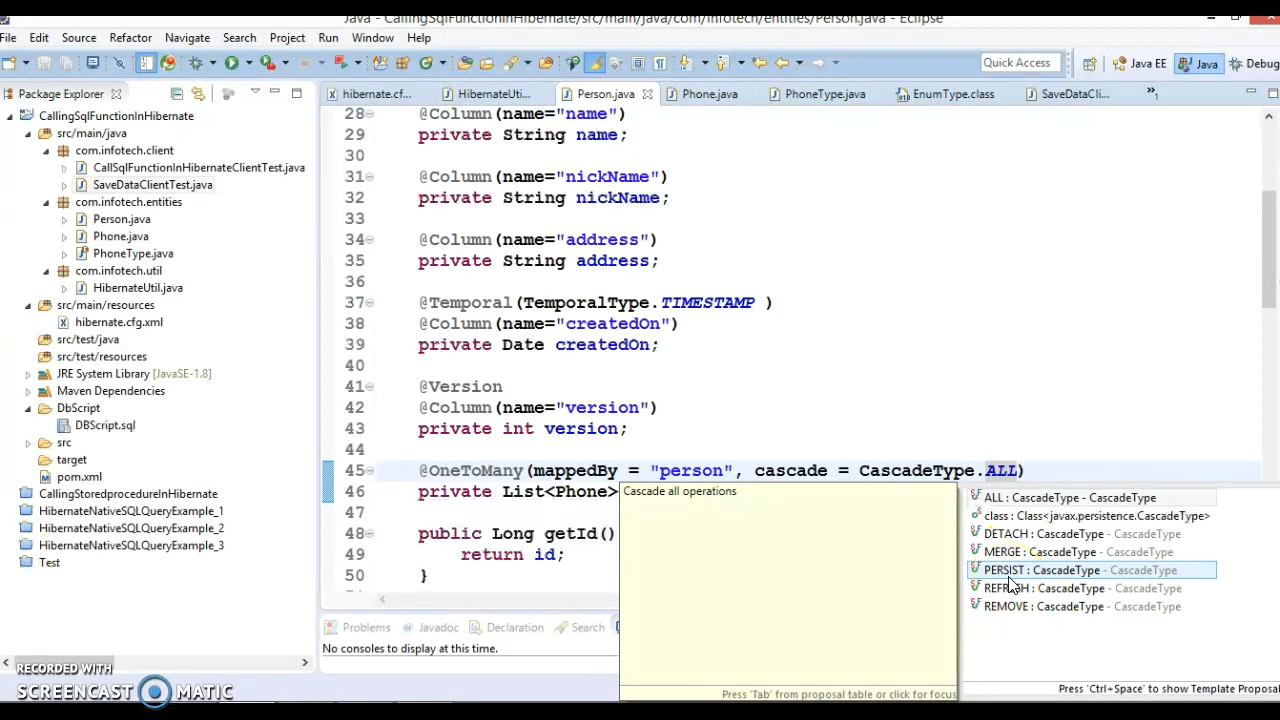 Java - CallingSqlFunctionInHibernate/src/main/java/com/infotech/entities/Person.java - Eclipse
File Edit Source Refactor Navigate Search Project Run Window Help
Quick Access Java EE Java Debug
Package Explorer
hibernate.cf... HibernateUti... Person.java Phone.java PhoneType.java EnumType.class SaveDataCli... »1
CallingSqlFunctionInHibernate
src/main/java
com.infotech.client
CallSqlFunctionInHibernateClientTest.java
SaveDataClientTest.java
com.infotech.entities
Person.java
Phone.java
PhoneType.java
com.infotech.util
HibernateUtil.java
src/main/resources
hibernate.cfg.xml
src/test/java
src/test/resources
JRE System Library [JavaSE-1.8]
Maven Dependencies
DbScript
DBScript.sql
src
target
pom.xml
CallingStoredprocedureInHibernate
HibernateNativeSQLQueryExample_1
HibernateNativeSQLQueryExample_2
HibernateNativeSQLQueryExample_3
Test
28 @Column(name="name")
29 private String name;
30
31 @Column(name="nickName")
32 private String nickName;
33
34 @Column(name="address")
35 private String address;
36
37 @Temporal(TemporalType.TIMESTAMP )
38 @Column(name="createdOn")
39 private Date createdOn;
40
41 @Version
42 @Column(name="version")
43 private int version;
44
45 @OneToMany(mappedBy = "person", cascade = CascadeType.ALL)
46 private List<Phone>
47
48 public Long getId()
49 return id;
50 }
Cascade all operations
Press 'Tab' from proposal table or click for focus
ALL : CascadeType - CascadeType
class : Class<javax.persistence.CascadeType>
DETACH : CascadeType - CascadeType
MERGE : CascadeType - CascadeType
PERSIST : CascadeType - CascadeType
REFRESH : CascadeType - CascadeType
REMOVE : CascadeType - CascadeType
Press 'Ctrl+Space' to show Template Proposa
Problems Javadoc Declaration Search
No consoles to display at this time.
RECORDED WITH
SCREENCAST MATIC